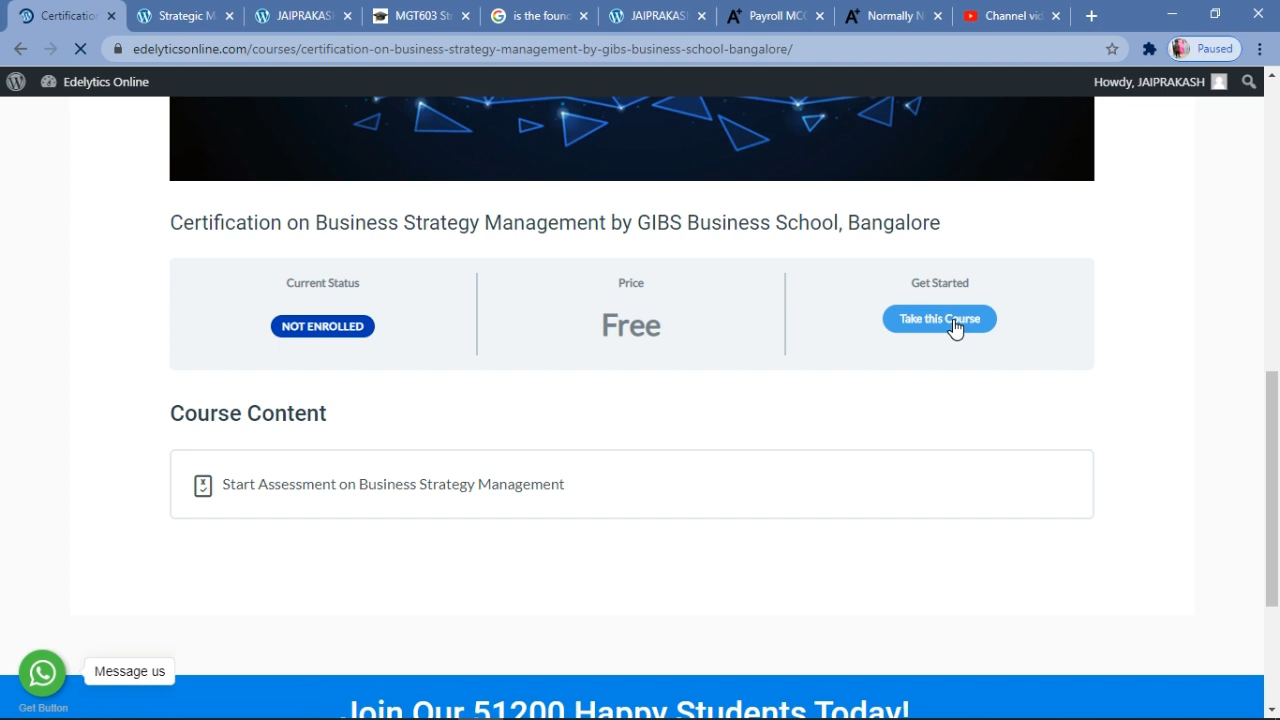 Certification
Strategic M
JAIPRAKAS
MGT603 St
is the foun
JAIPRAKAS
Payroll MC
Normally N
Channel vid
edelyticsonline.com/courses/certification-on-business-strategy-management-by-gibs-business-school-bangalore/
Paused
Edelytics Online
Howdy, JAIPRAKASH
Certification on Business Strategy Management by GIBS Business School, Bangalore
Current Status
Price
Get Started
NOT ENROLLED
Free
Take this Course
Course Content
Start Assessment on Business Strategy Management
Message us
Get Button
Join Our 51200 Happy Students Today!